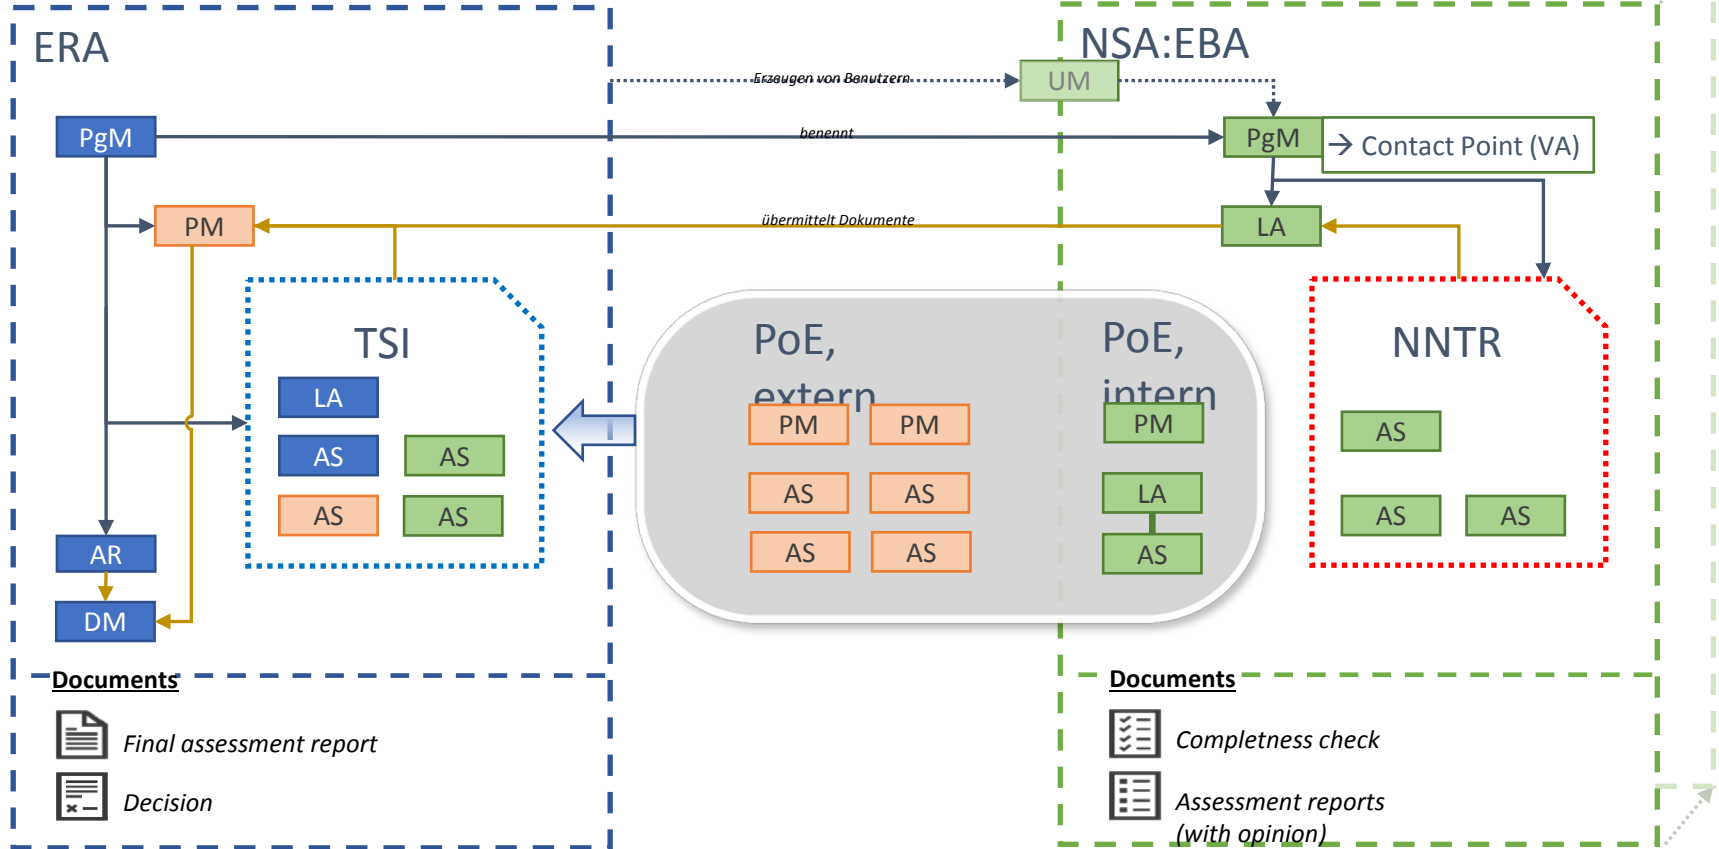 ERA
NSA:EBA
Erzeugen von Benutzern
UM
PgM
benennt
PgM
→ Contact Point (VA)
PM
übermittelt Dokumente
LA
TSI
LA
AS
AS
AS
AS
PoE,
extern
PM
PM
AS
AS
AS
AS
PoE,
intern
PM
LA
AS
NNTR
AS
AS
AS
AR
DM
Documents
Final assessment report
Decision
Documents
Completness check
Assessment reports
(with opinion)